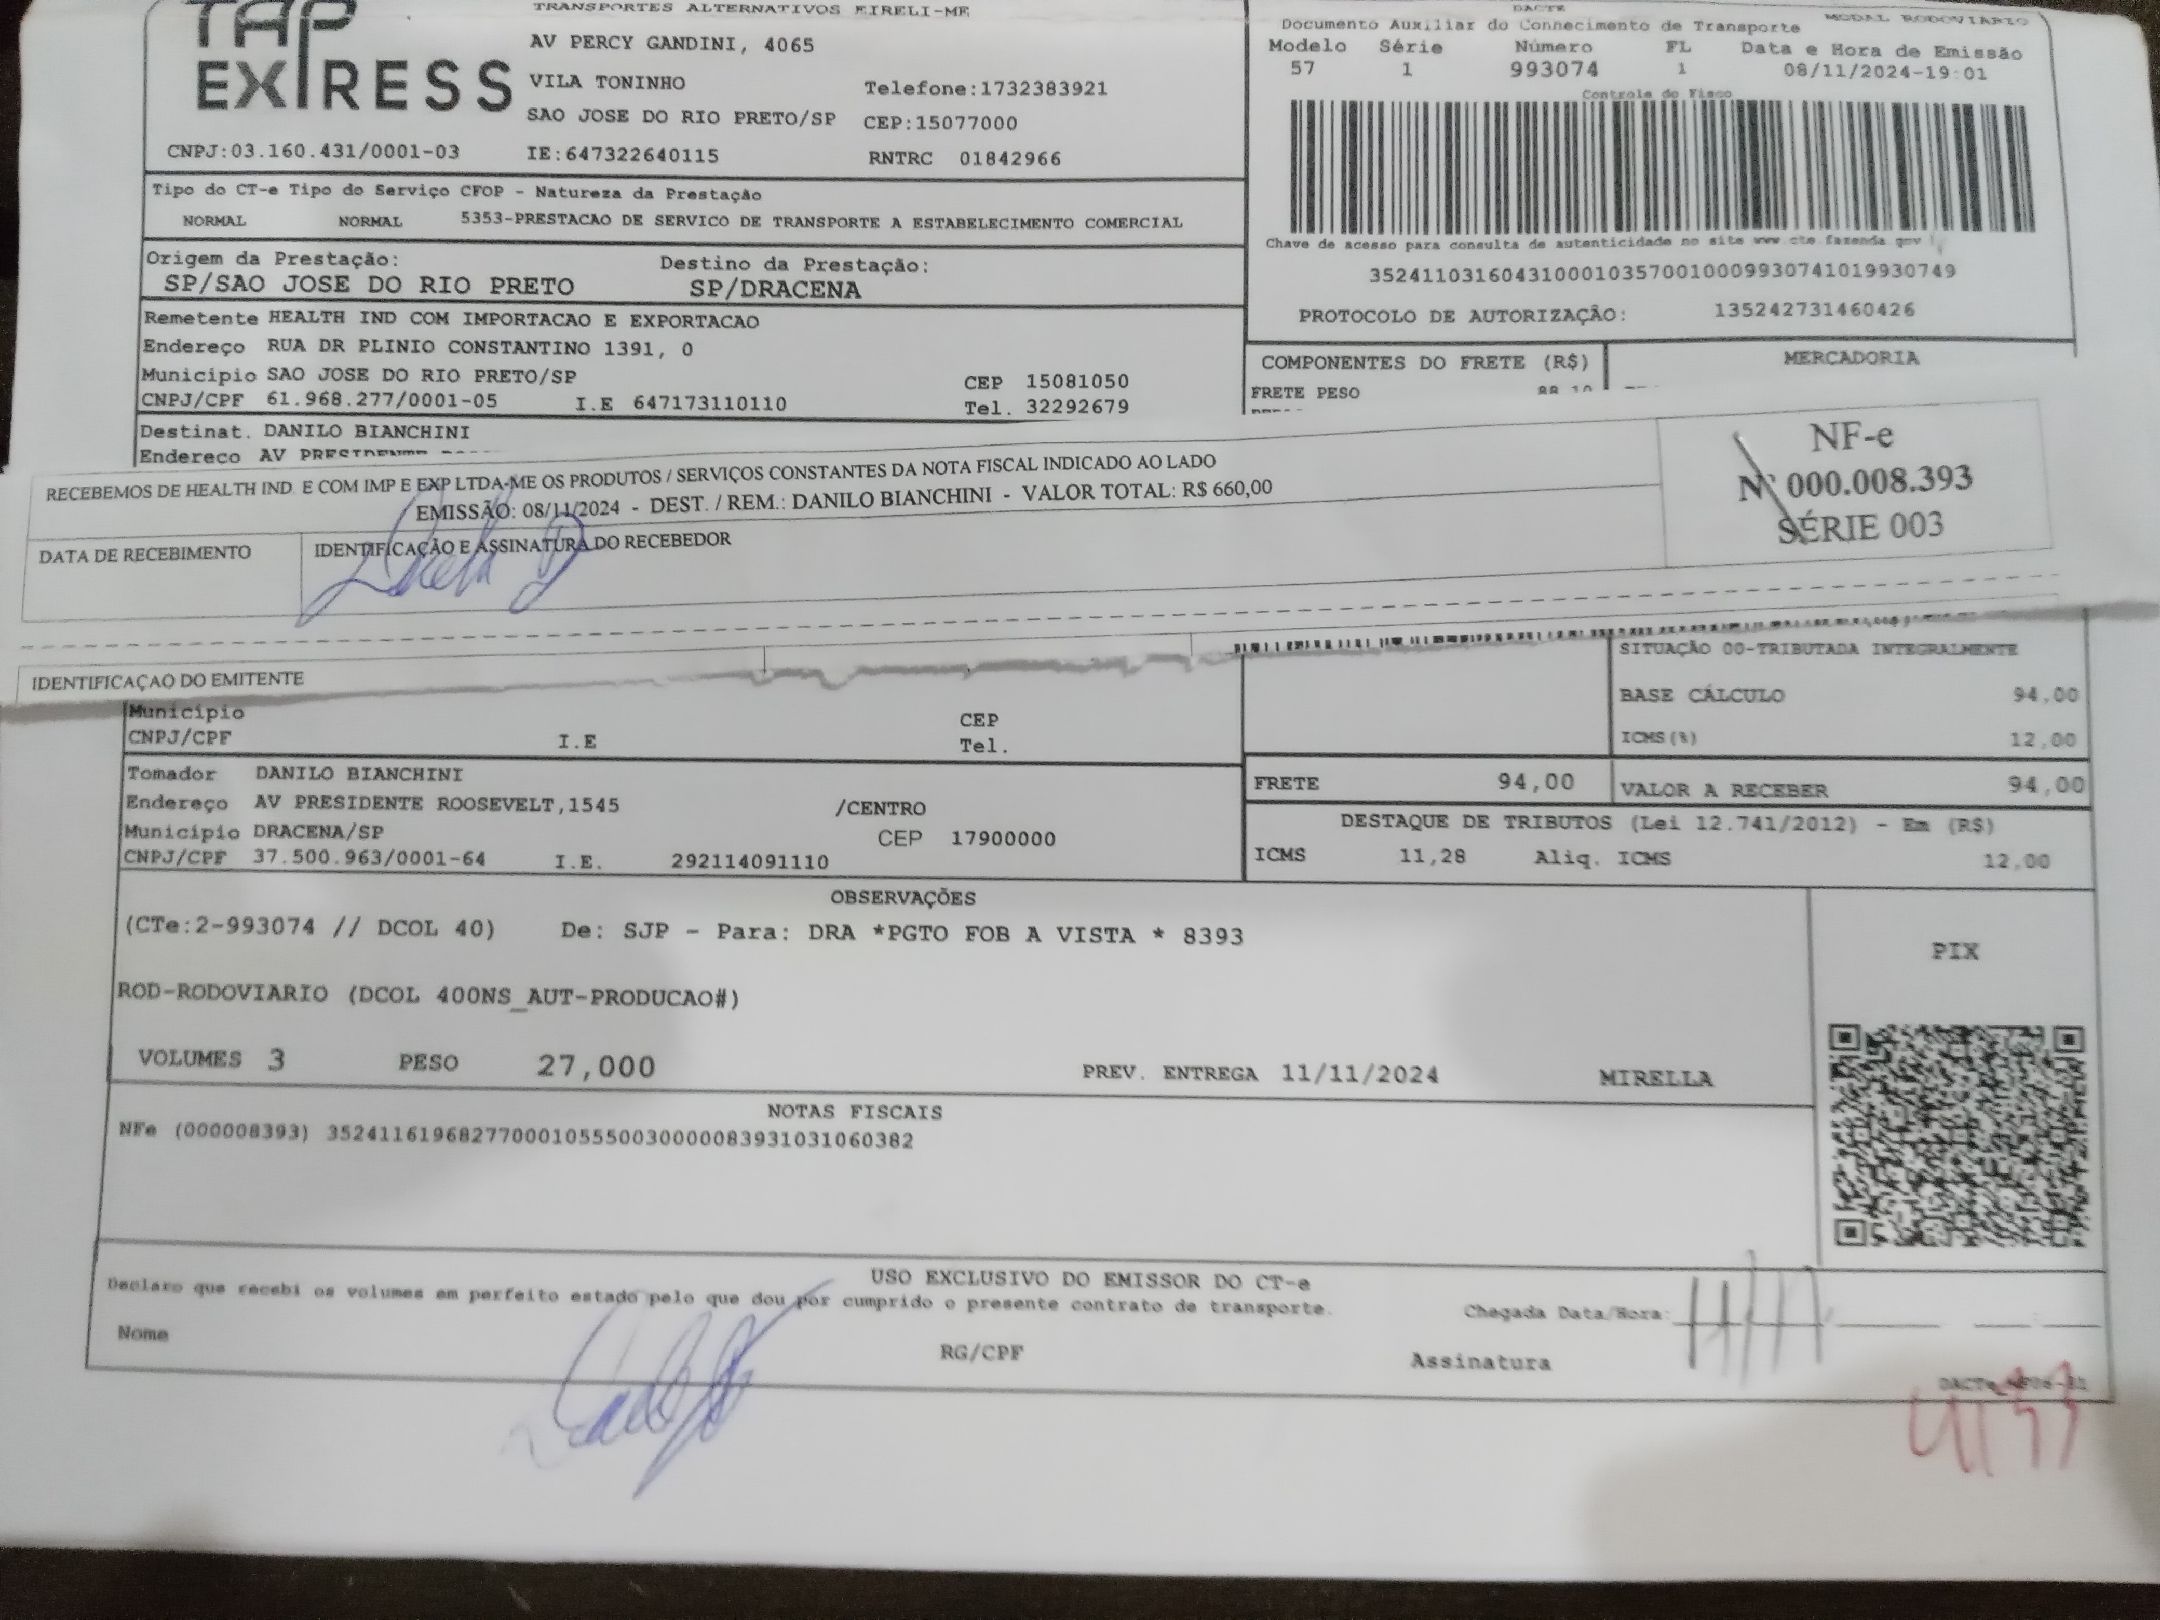 TAP
EXPRESS
TRANSPORTES ALTERNATIVOS EIRELI-ME
AV PERCY GANDINI, 4065
VILA TONINHO
Telefone:1732383921
SAO JOSE DO RIO PRETO/SP CEP:15077000
CNPJ:03.160.431/0001-03 IE:647322640115 RNTRC 01842966
DACTE
MODAL RODOVIARIO
Documento Auxiliar do Conhecimento de Transporte
Modelo Série Número FL Data e Hora de Emissão
57 1 993074 1 08/11/2024-19:01
Controle do Fisco
Chave de acesso para consulta de autenticidade no site www.cte.fazenda.gov
35241103160431000103570010009930741019930749
PROTOCOLO DE AUTORIZAÇÃO: 135242731460426
Tipo do CT-e Tipo do Serviço CFOP - Natureza da Prestação
NORMAL NORMAL 5353-PRESTACAO DE SERVICO DE TRANSPORTE A ESTABELECIMENTO COMERCIAL
Origem da Prestação: Destino da Prestação:
SP/SAO JOSE DO RIO PRETO SP/DRACENA
Remetente HEALTH IND COM IMPORTACAO E EXPORTACAO
Endereço RUA DR PLINIO CONSTANTINO 1391, 0
Municipio SAO JOSE DO RIO PRETO/SP CEP 15081050
CNPJ/CPF 61.968.277/0001-05 I.E 647173110110 Tel. 32292679
COMPONENTES DO FRETE (R$) MERCADORIA
FRETE PESO
Destinat. DANILO BIANCHINI
Endereco AV PRESIDENTE
RECEBEMOS DE HEALTH IND E COM IMP E EXP LTDA-ME OS PRODUTOS / SERVIÇOS CONSTANTES DA NOTA FISCAL INDICADO AO LADO
EMISSÃO: 08/11/2024 - DEST. / REM.: DANILO BIANCHINI - VALOR TOTAL: R$ 660,00
DATA DE RECEBIMENTO IDENTIFICAÇÃO E ASSINATURA DO RECEBEDOR
NF-e
Nº 000.008.393
SÉRIE 003
IDENTIFICAÇAO DO EMITENTE
Municipio CEP
CNPJ/CPF I.E Tel.
SITUAÇÃO 00-TRIBUTADA INTEGRALMENTE
BASE CÁLCULO 94,00
ICMS(%) 12,00
FRETE 94,00 VALOR A RECEBER 94,00
Tomador DANILO BIANCHINI
Endereço AV PRESIDENTE ROOSEVELT,1545 /CENTRO
Municipio DRACENA/SP CEP 17900000
CNPJ/CPF 37.500.963/0001-64 I.E. 292114091110
DESTAQUE DE TRIBUTOS (Lei 12.741/2012) - Em (R$)
ICMS 11,28 Aliq. ICMS 12,00
OBSERVAÇÕES
(CTe:2-993074 // DCOL 40) De: SJP - Para: DRA *PGTO FOB A VISTA * 8393
ROD-RODOVIARIO (DCOL 400NS_AUT-PRODUCAO#)
VOLUMES 3 PESO 27,000 PREV. ENTREGA 11/11/2024 MIRELLA
PIX
NOTAS FISCAIS
NFe (000008393) 35241161968277000105550030000083931031060382
USO EXCLUSIVO DO EMISSOR DO CT-e
Declaro que recebi os volumes em perfeito estado pelo que dou por cumprido o presente contrato de transporte.
Chegada Data/Hora:
Nome RG/CPF Assinatura